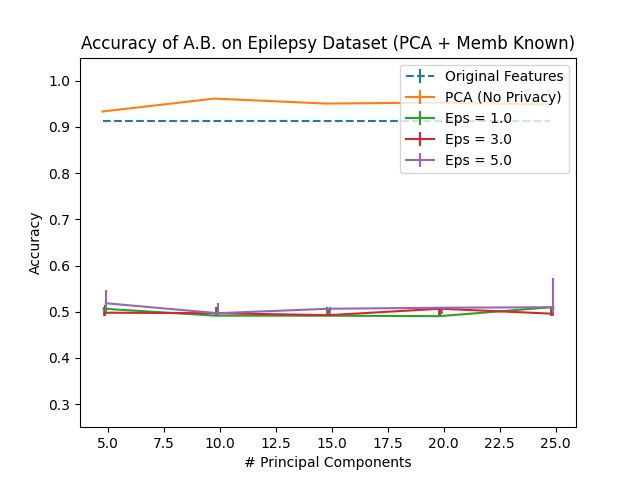 Accuracy of A.B. on Epilepsy Dataset (PCA + Memb Known)
1.0
0.9
0.8
0.7
0.6
0.5
0.4
0.3
Accuracy
Original Features
PCA (No Privacy)
Eps = 1.0
Eps = 3.0
Eps = 5.0
5.0 7.5 10.0 12.5 15.0 17.5 20.0 22.5 25.0
# Principal Components